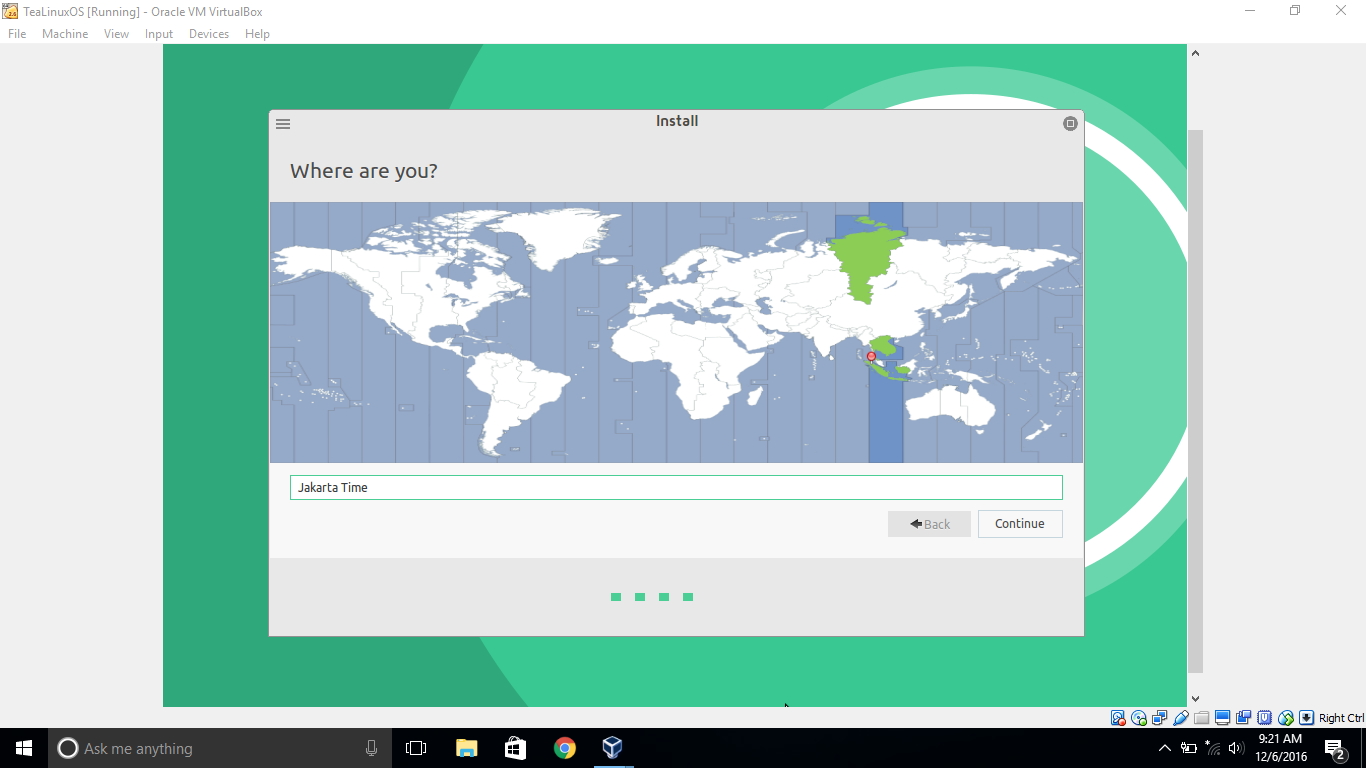 TeaLinuxOS [Running] - Oracle VM VirtualBox
File Machine View Input Devices Help
Install
Where are you?
Jakarta Time
Back Continue
Right Ctrl
Ask me anything
9:21 AM
12/6/2016
2